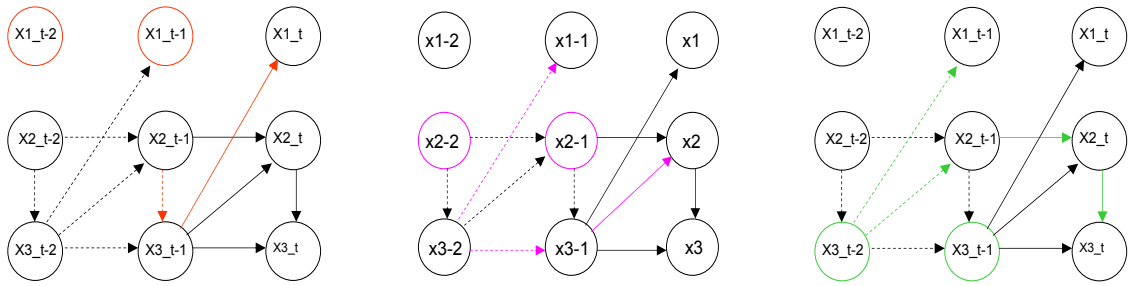 X1_t-2 X1_t-1 X1_t x1-2 x1-1 x1 X1_t-2 X1_t-1 X1_t
X2_t-2 X2_t-1 X2_t x2-2 x2-1 x2 X2_t-2 X2_t-1 X2_t
X3_t-2 X3_t-1 X3_t x3-2 x3-1 x3 X3_t-2 X3_t-1 X3_t